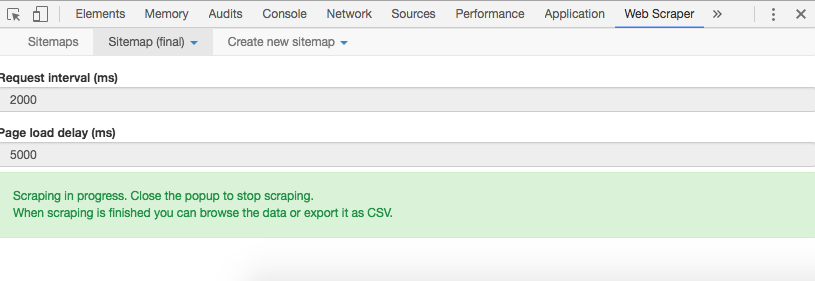 Elements Memory Audits Console Network Sources Performance Application Web Scraper »
Sitemaps Sitemap (final) Create new sitemap
Request interval (ms)
2000
Page load delay (ms)
5000
Scraping in progress. Close the popup to stop scraping.
When scraping is finished you can browse the data or export it as CSV.